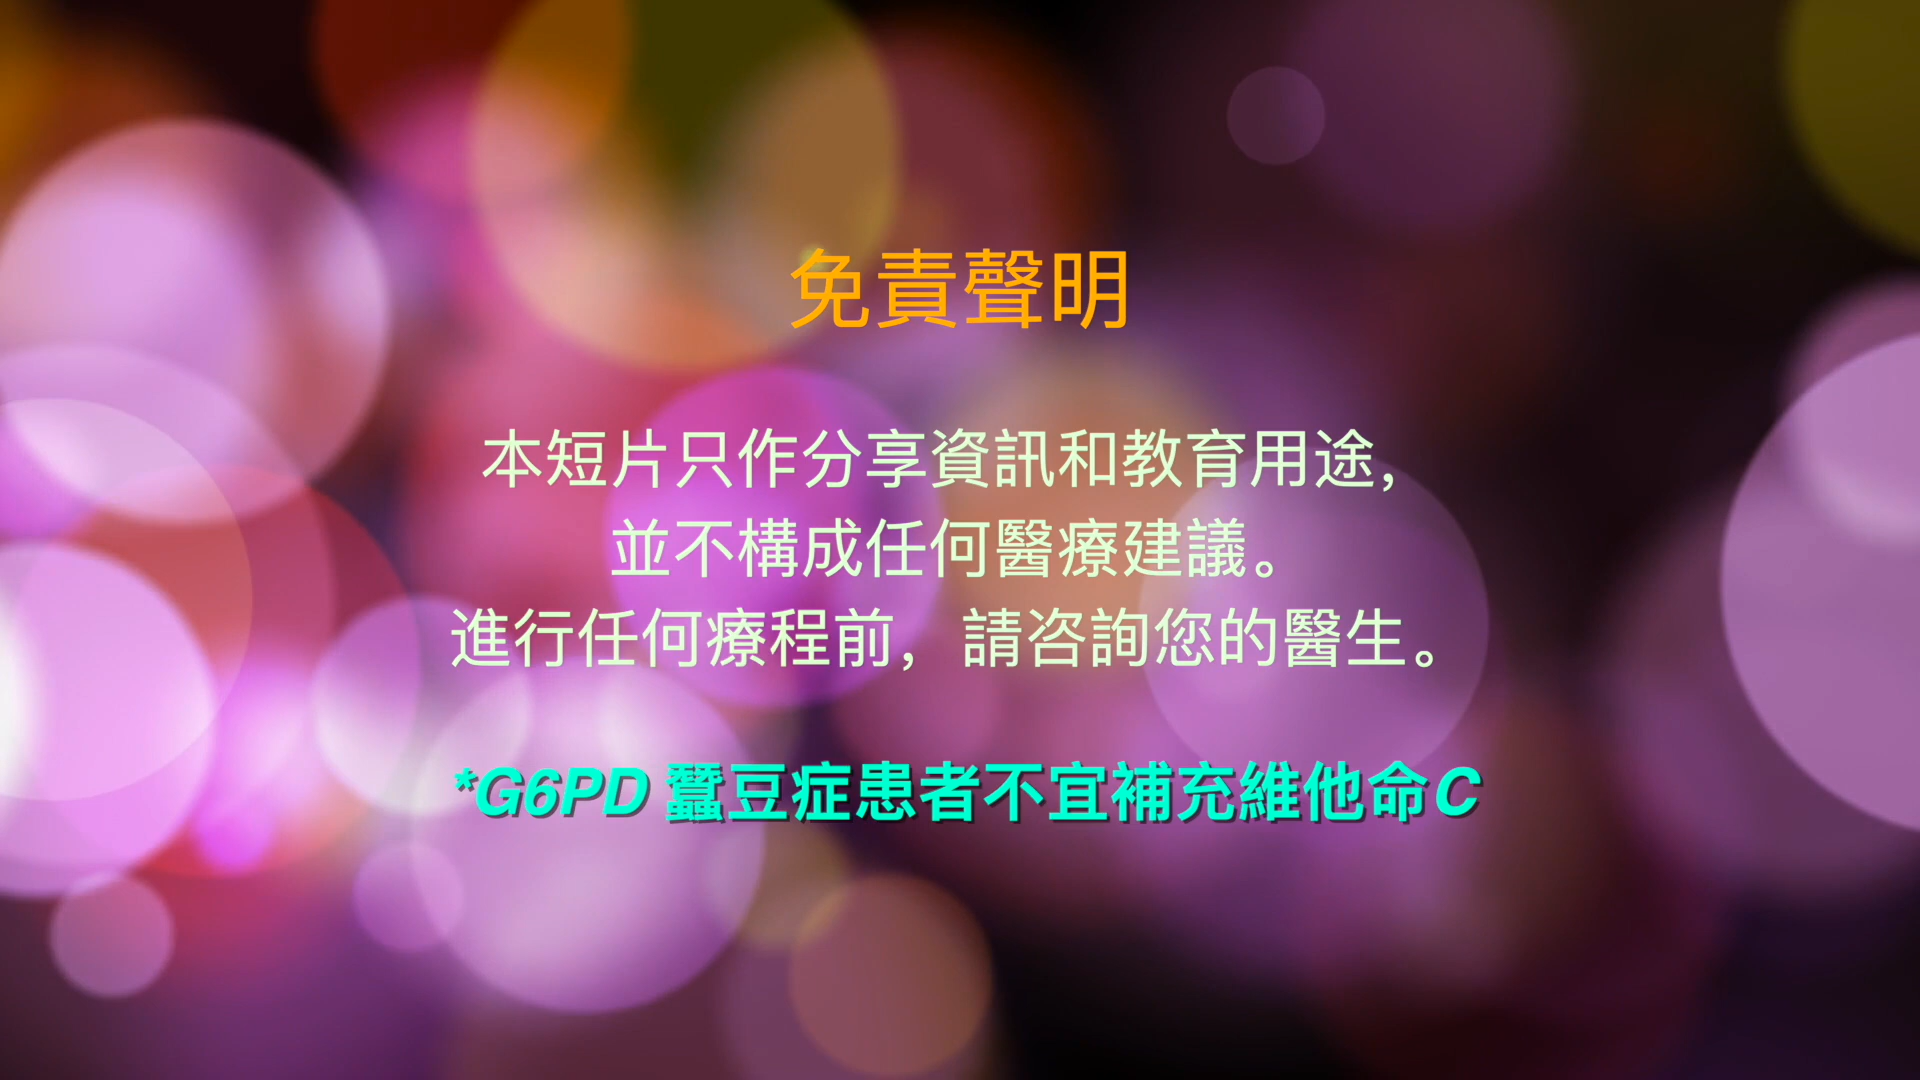 免責聲明
本短片只作分享資訊和教育用途，
並不構成任何醫療建議。
進行任何療程前，請咨詢您的醫生。
*G6PD 蠶豆症患者不宜補充維他命C